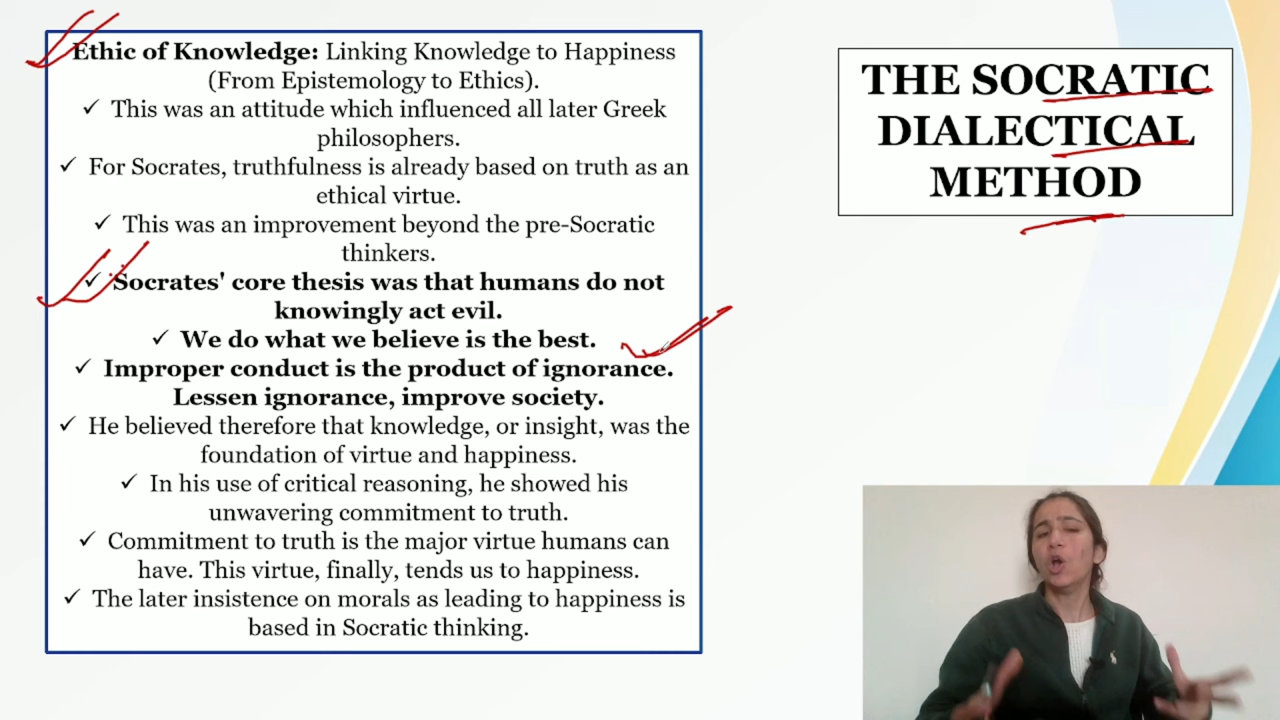 Ethic of Knowledge: Linking Knowledge to Happiness
(From Epistemology to Ethics).
✓ This was an attitude which influenced all later Greek
philosophers.
✓ For Socrates, truthfulness is already based on truth as an
ethical virtue.
✓ This was an improvement beyond the pre-Socratic
thinkers.
✓ Socrates' core thesis was that humans do not
knowingly act evil.
✓ We do what we believe is the best.
✓ Improper conduct is the product of ignorance.
Lessen ignorance, improve society.
✓ He believed therefore that knowledge, or insight, was the
foundation of virtue and happiness.
✓ In his use of critical reasoning, he showed his
unwavering commitment to truth.
✓ Commitment to truth is the major virtue humans can
have. This virtue, finally, tends us to happiness.
✓ The later insistence on morals as leading to happiness is
based in Socratic thinking.
THE SOCRATIC
DIALECTICAL
METHOD